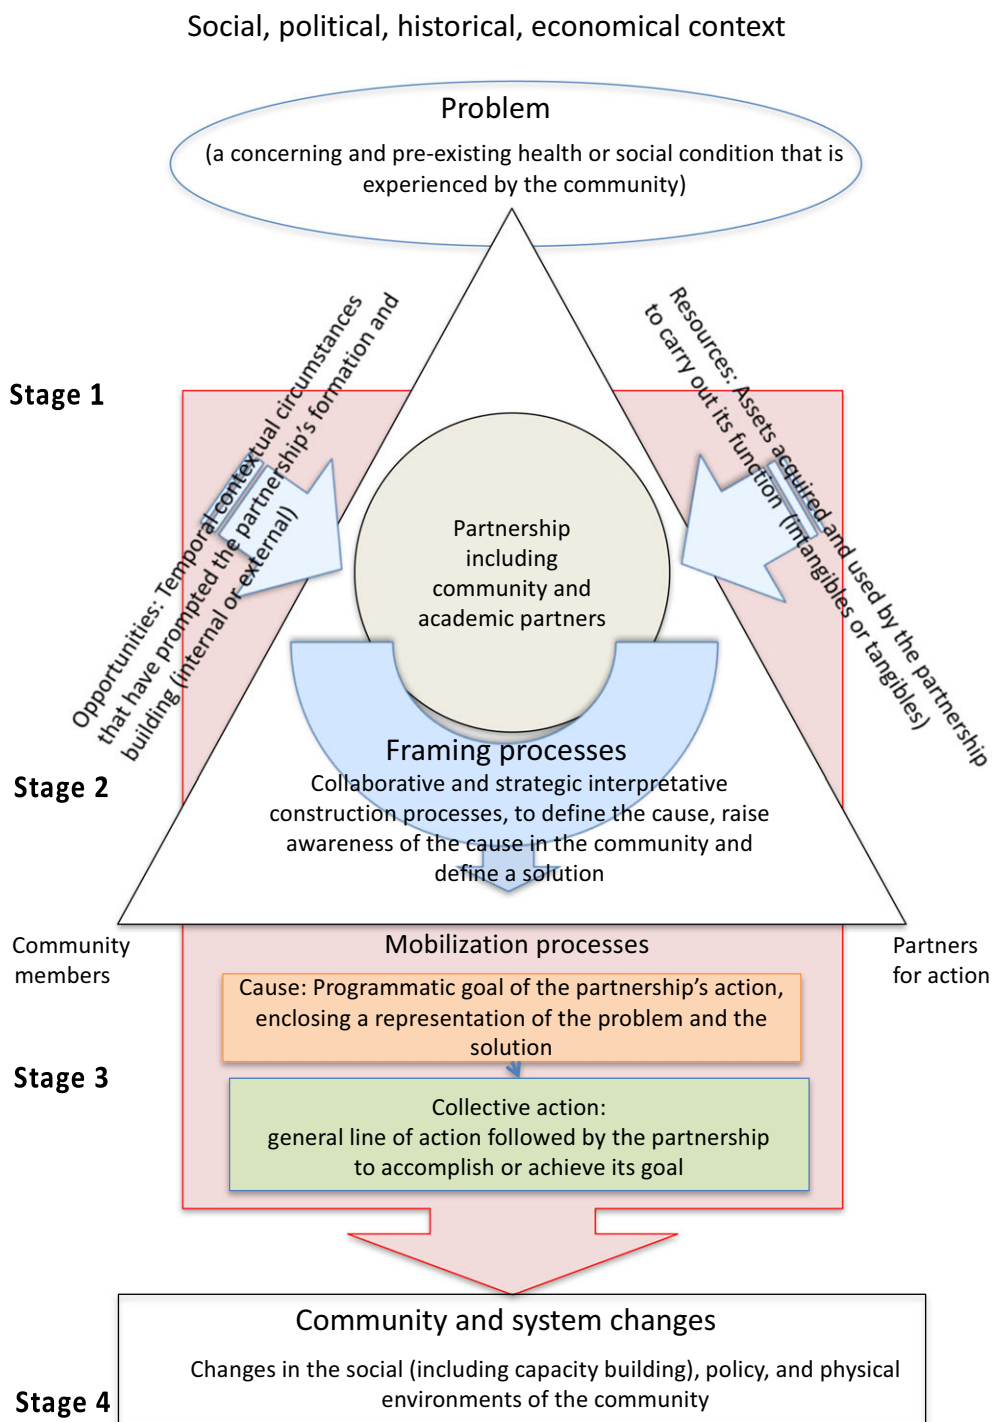 Social, political, historical, economical context
Problem
(a concerning and pre-existing health or social condition that is
experienced by the community)
Opportunities: Temporal contextual circumstances
that have prompted the partnership's formation and
building (internal or external)
Resources: Assets acquired and used by the partnership
to carry out its function (intangibles or tangibles)
Stage 1
Partnership
including
community and
academic partners
Stage 2
Framing processes
Collaborative and strategic interpretative
construction processes, to define the cause, raise
awareness of the cause in the community and
define a solution
Community
members
Partners
for action
Mobilization processes
Cause: Programmatic goal of the partnership's action,
enclosing a representation of the problem and the
solution
Stage 3
Collective action:
general line of action followed by the partnership
to accomplish or achieve its goal
Community and system changes
Changes in the social (including capacity building), policy, and physical
environments of the community
Stage 4